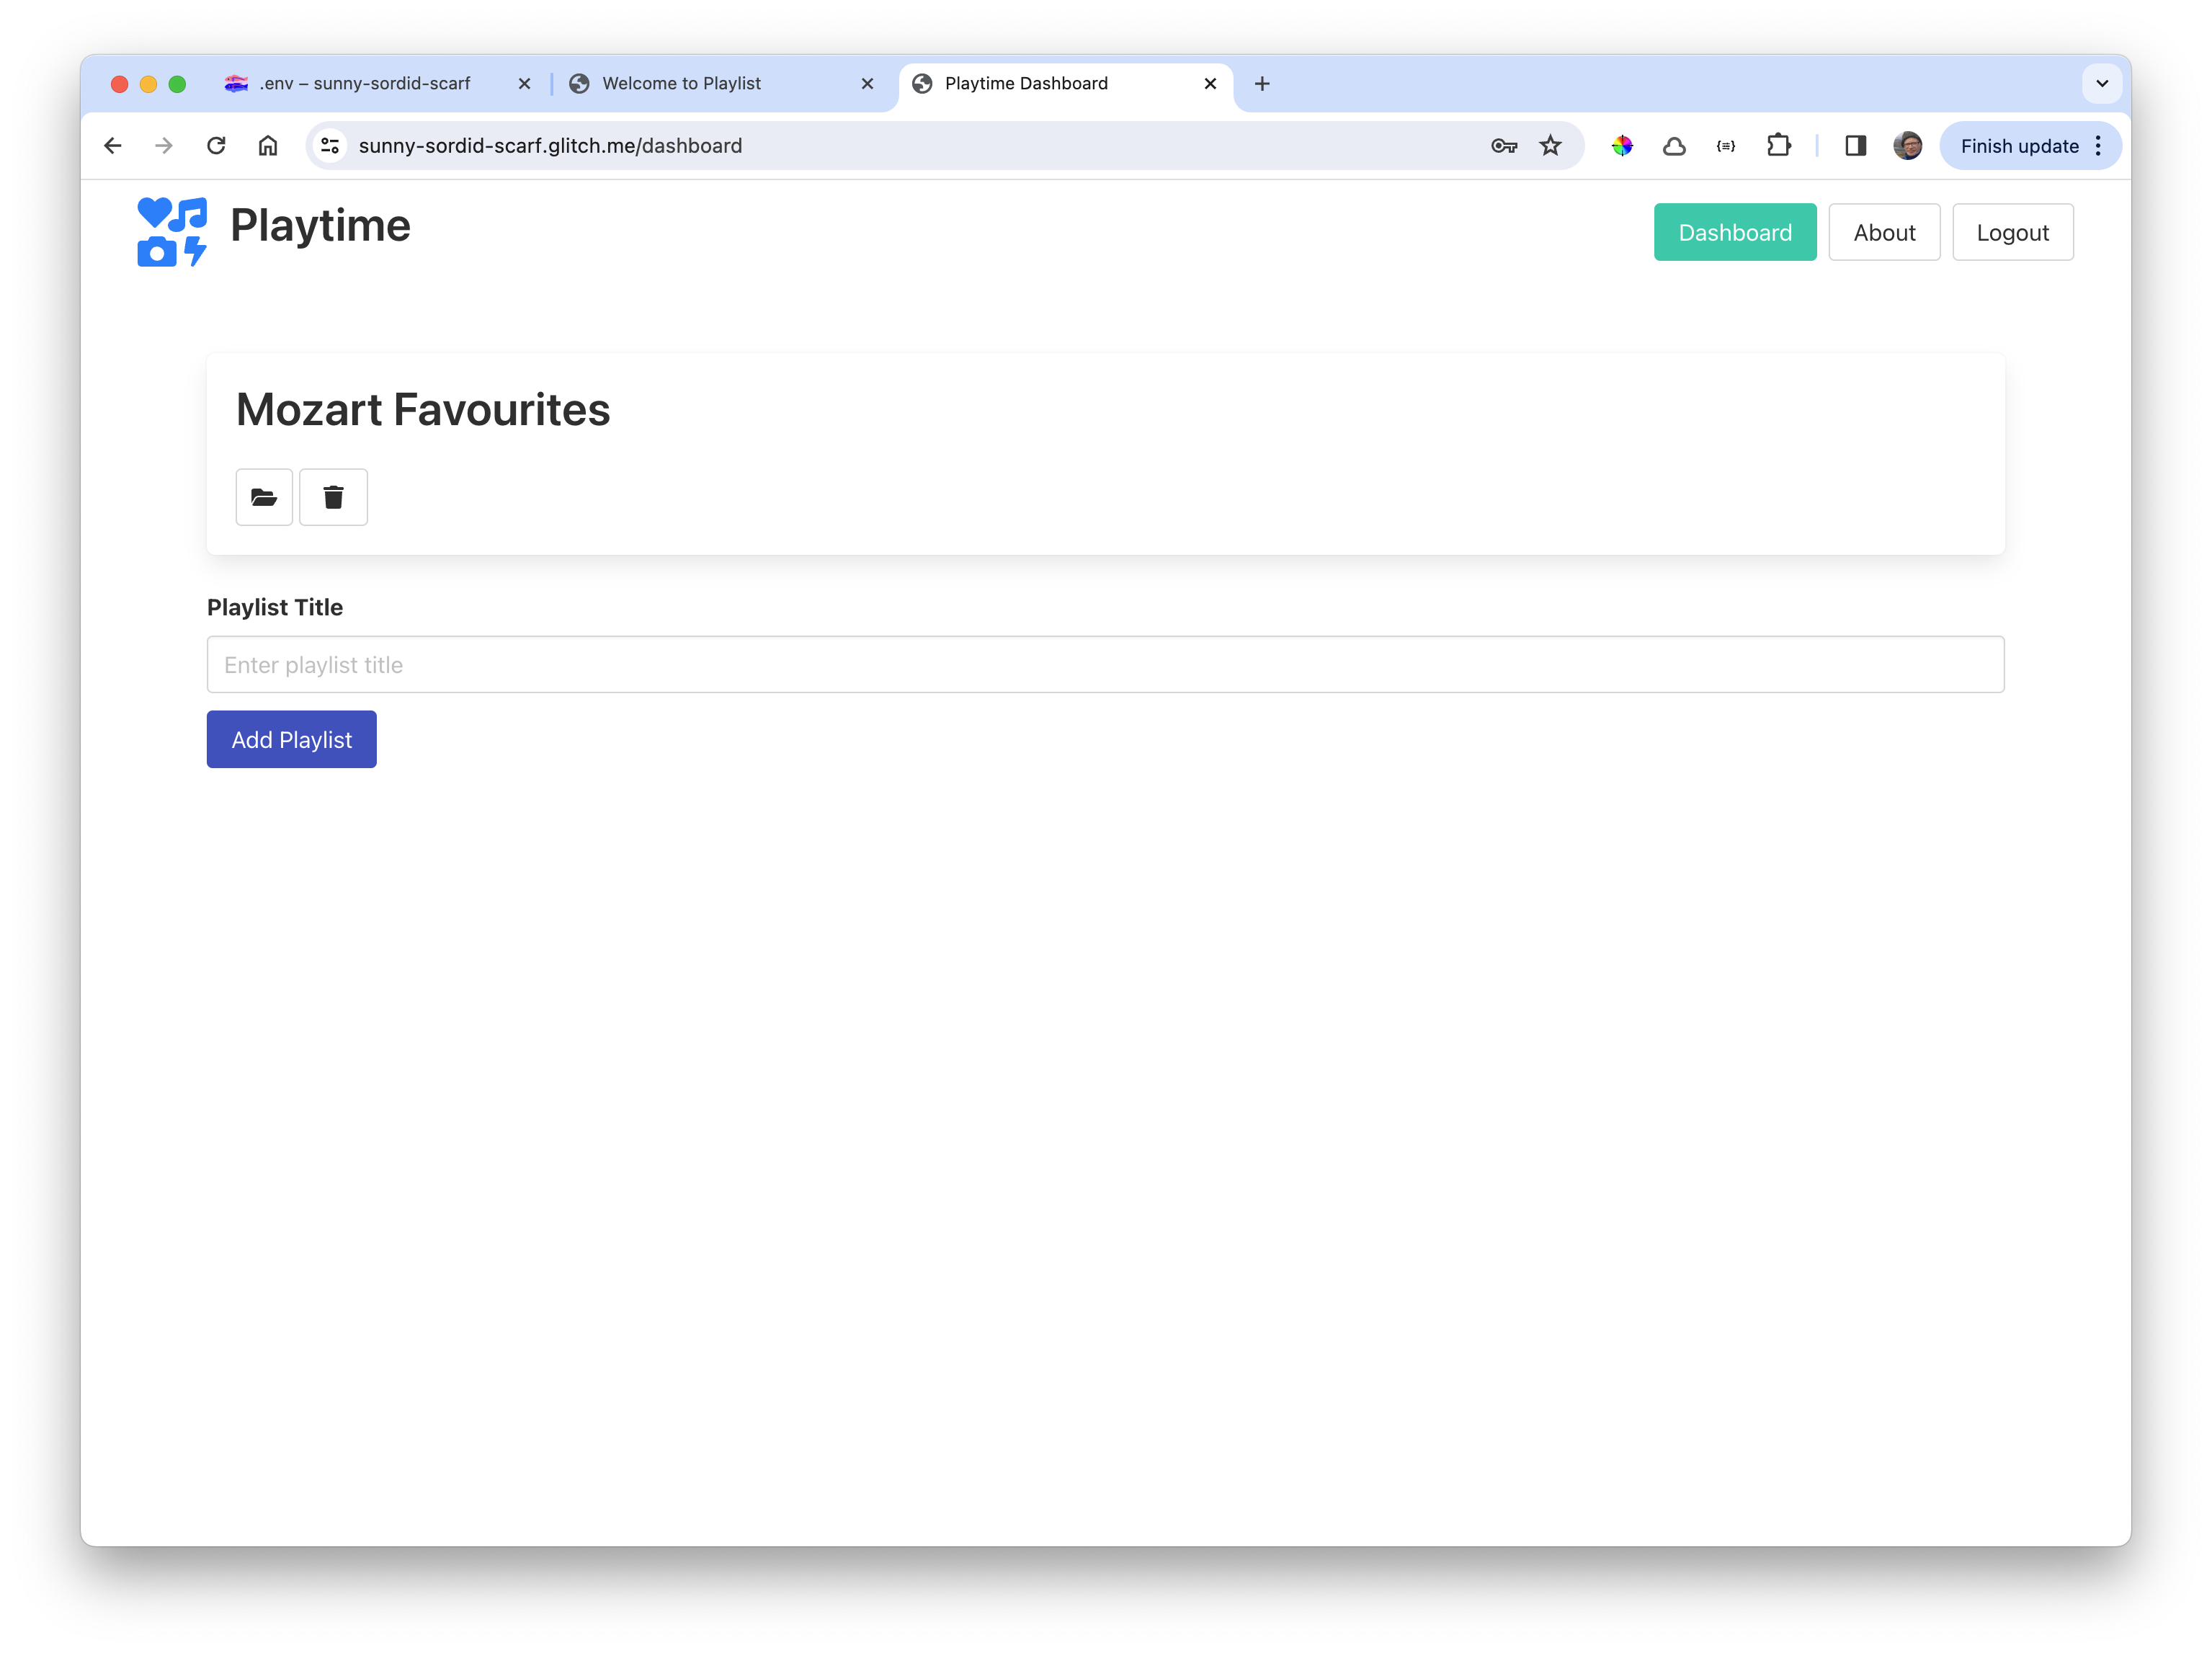 .env – sunny-sordid-scarf
Welcome to Playlist
Playtime Dashboard
sunny-sordid-scarf.glitch.me/dashboard
Finish update
Playtime
Dashboard
About
Logout
Mozart Favourites
Playlist Title
Enter playlist title
Add Playlist